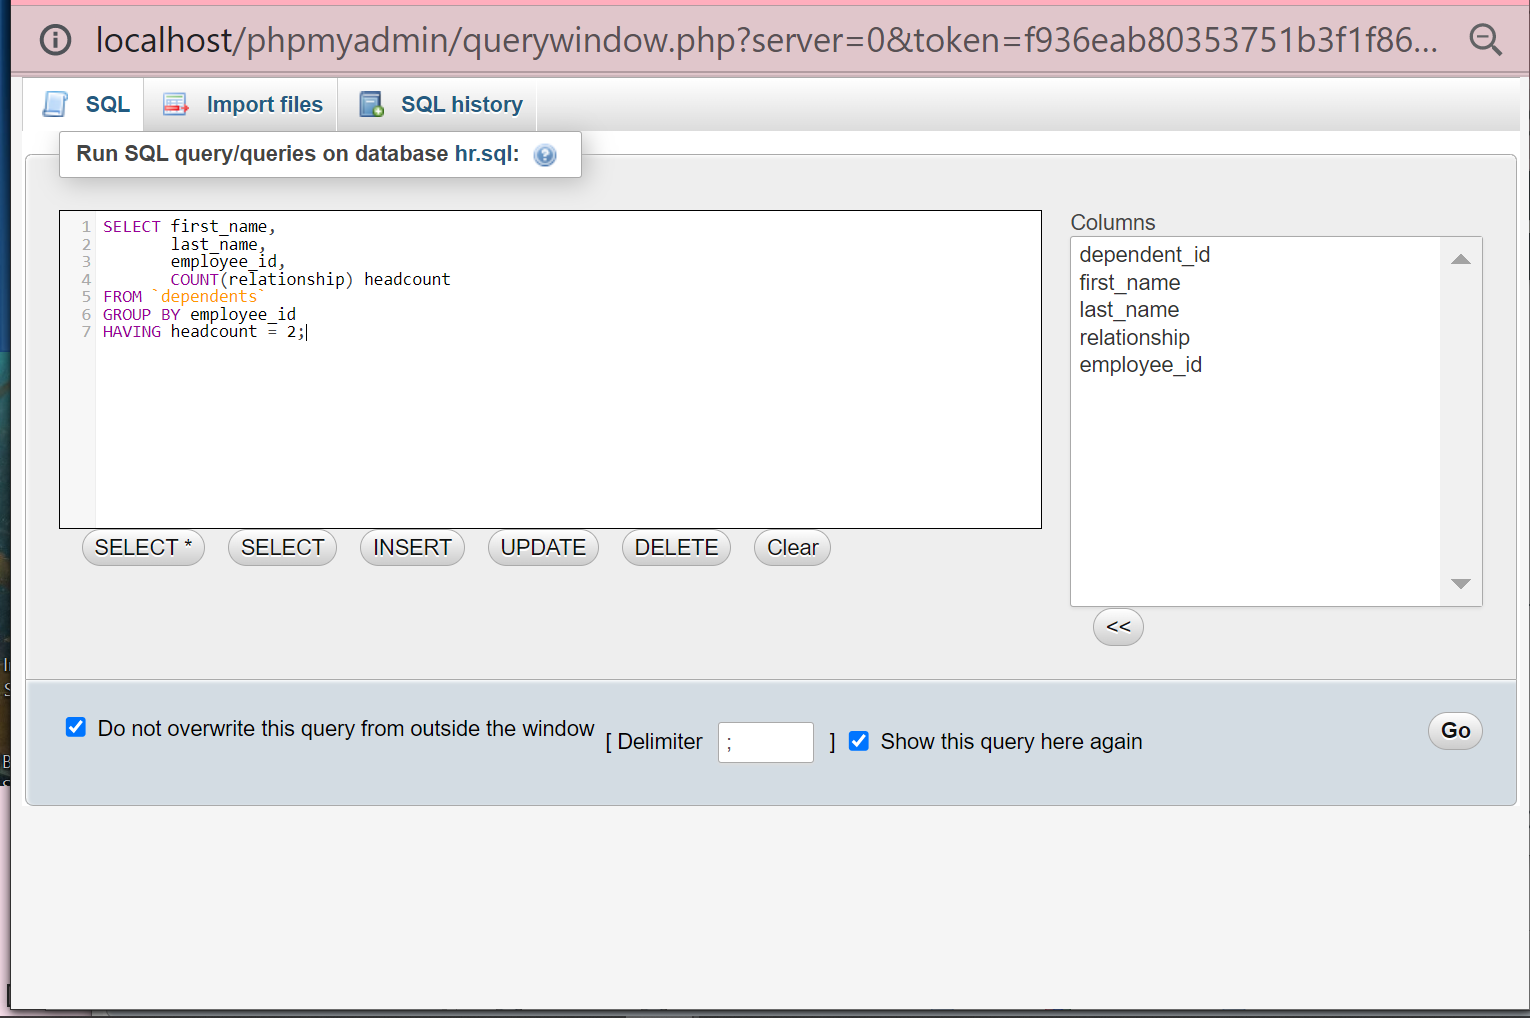 localhost/phpmyadmin/querywindow.php?server=0&token=f936eab80353751b3f1f86...
SQL Import files SQL history
Run SQL query/queries on database hr.sql:
1 SELECT first_name,
2 last_name,
3 employee_id,
4 COUNT(relationship) headcount
5 FROM `dependents`
6 GROUP BY employee_id
7 HAVING headcount = 2;
Columns
dependent_id
first_name
last_name
relationship
employee_id
SELECT * SELECT INSERT UPDATE DELETE Clear
<<
Do not overwrite this query from outside the window [ Delimiter ; ] Show this query here again Go